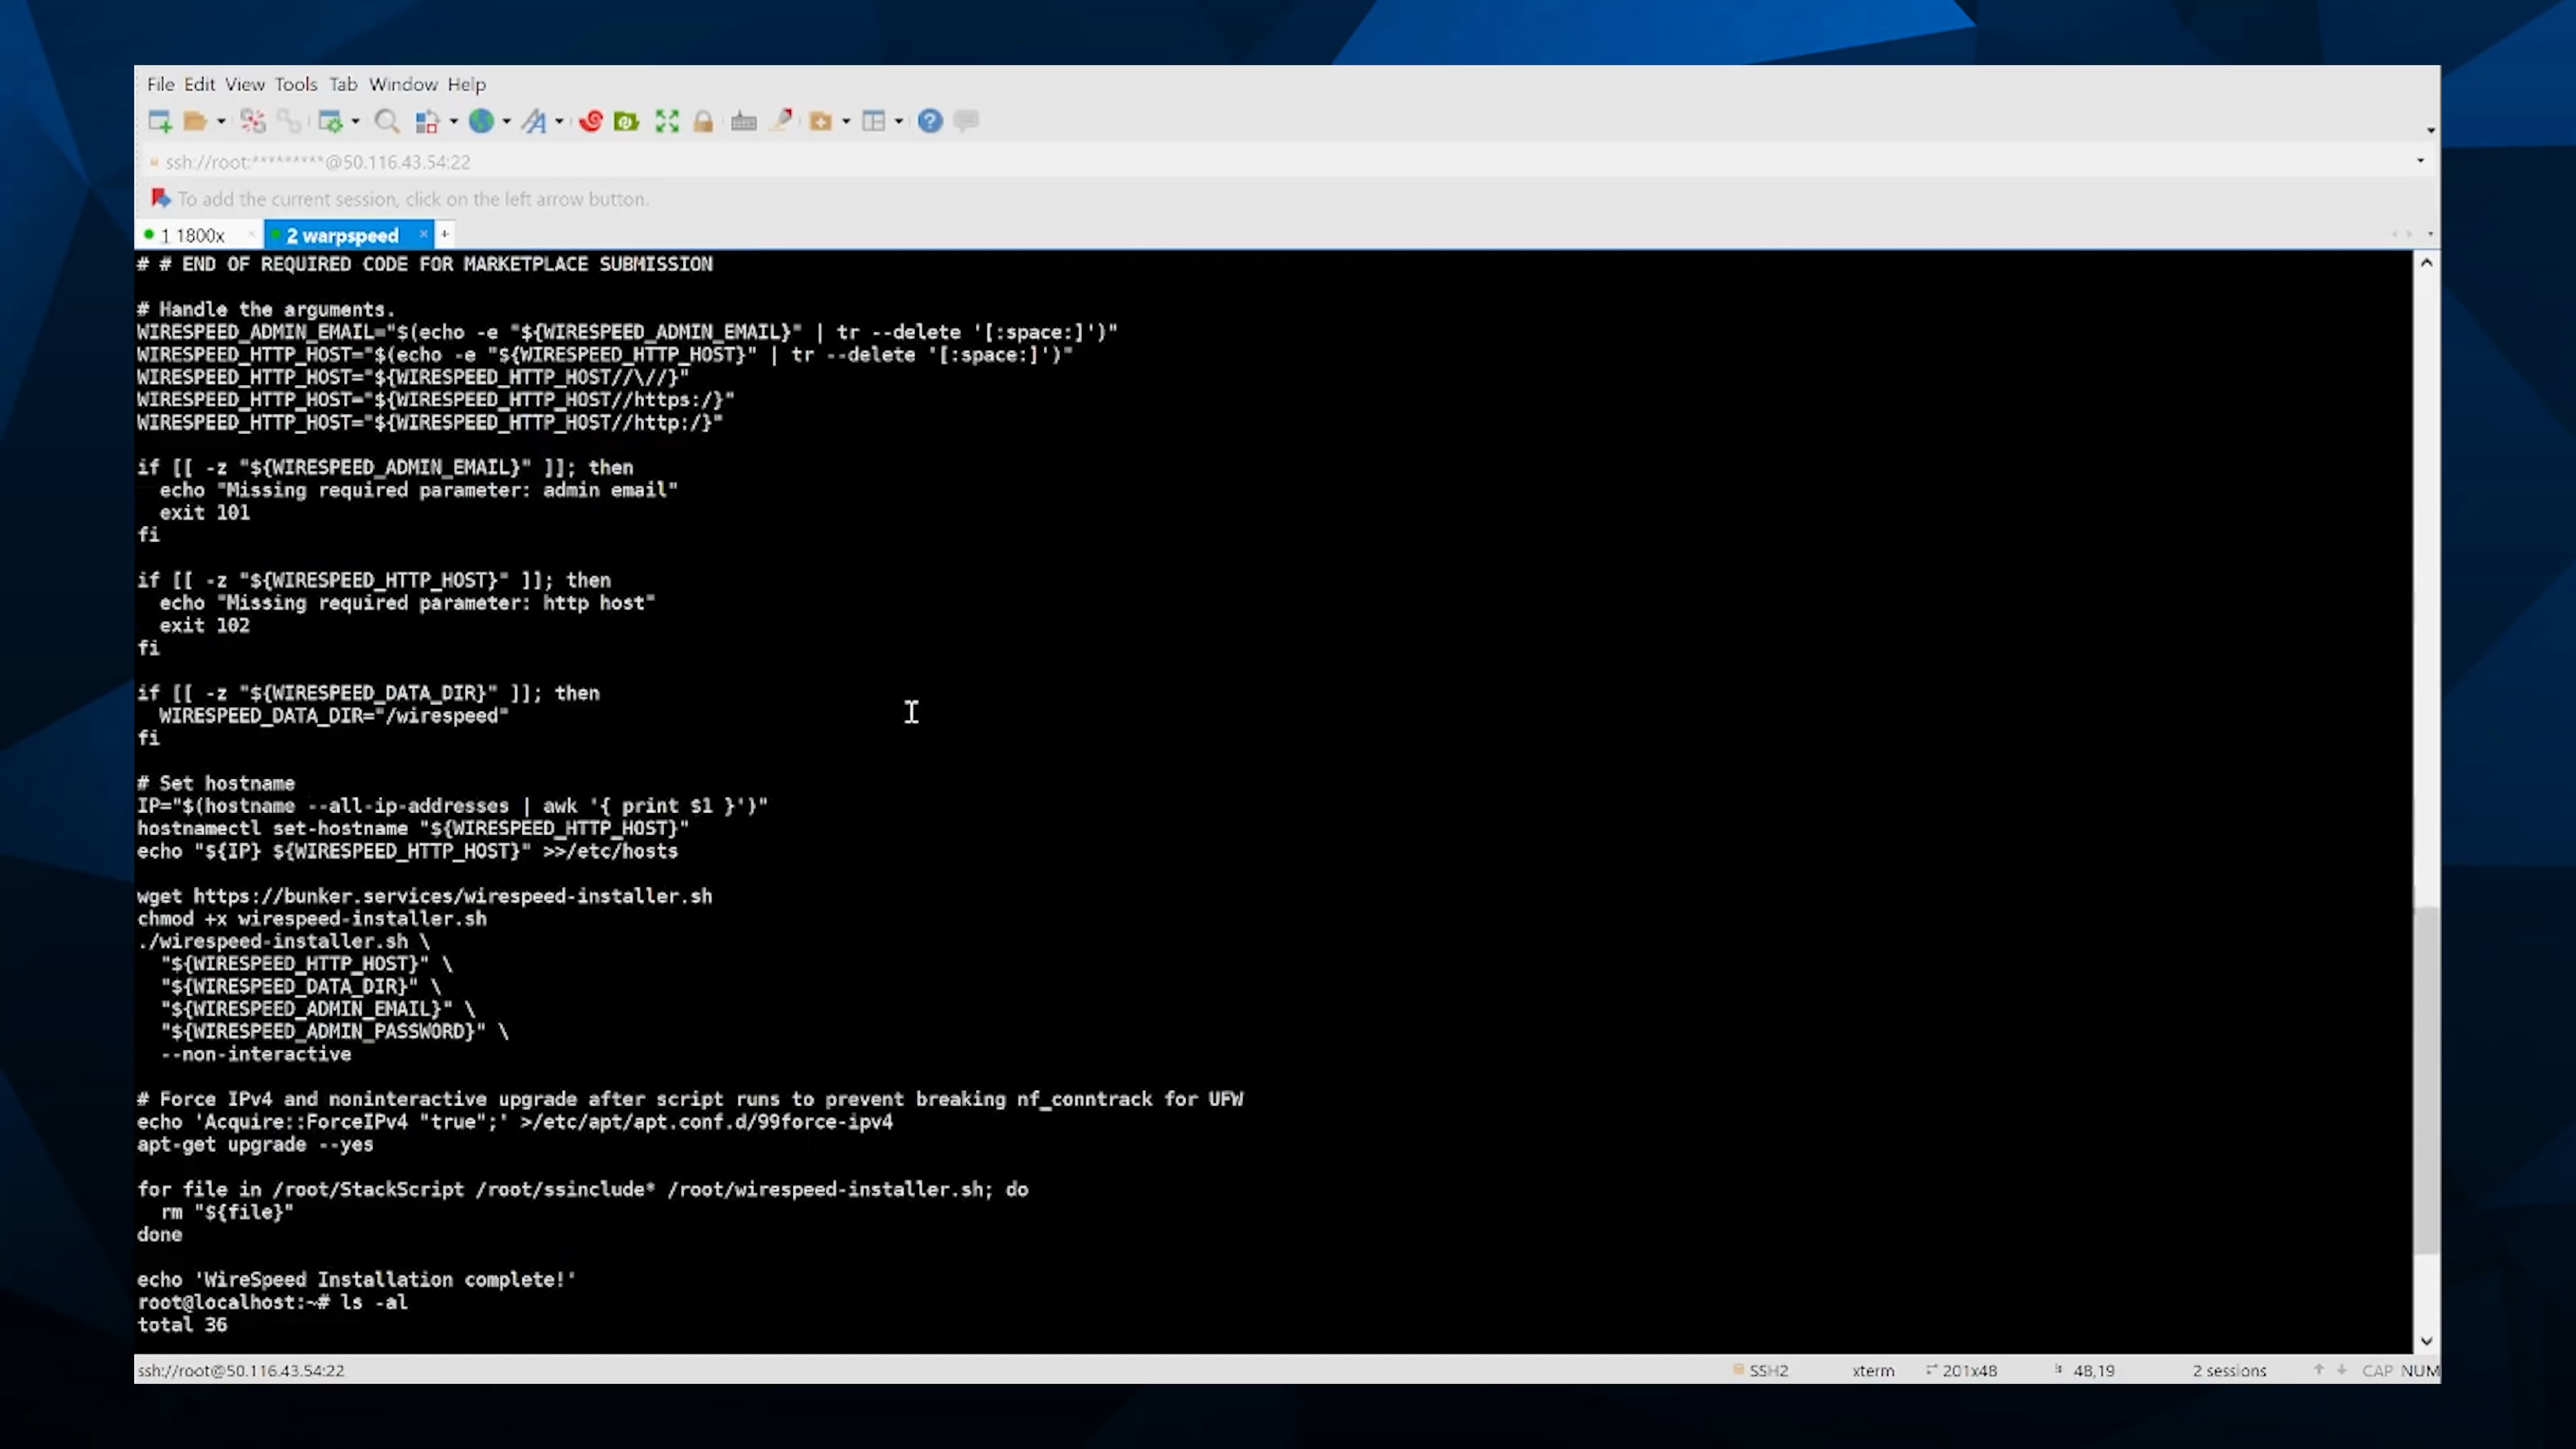 File Edit View Tools Tab Window Help
ssh://root:*********@50.116.43.54:22
To add the current session, click on the left arrow button.
1 1800x × 2 warpspeed × +
# # END OF REQUIRED CODE FOR MARKETPLACE SUBMISSION
# Handle the arguments.
WIRESPEED_ADMIN_EMAIL="$(echo -e "${WIRESPEED_ADMIN_EMAIL}" | tr --delete '[:space:]')"
WIRESPEED_HTTP_HOST="$(echo -e "${WIRESPEED_HTTP_HOST}" | tr --delete '[:space:]')"
WIRESPEED_HTTP_HOST="${WIRESPEED_HTTP_HOST//\//}"
WIRESPEED_HTTP_HOST="${WIRESPEED_HTTP_HOST//https:/}"
WIRESPEED_HTTP_HOST="${WIRESPEED_HTTP_HOST//http:/}"
if [[ -z "${WIRESPEED_ADMIN_EMAIL}" ]]; then
  echo "Missing required parameter: admin email"
  exit 101
fi
if [[ -z "${WIRESPEED_HTTP_HOST}" ]]; then
  echo "Missing required parameter: http host"
  exit 102
fi
if [[ -z "${WIRESPEED_DATA_DIR}" ]]; then
  WIRESPEED_DATA_DIR="/wirespeed"
fi
# Set hostname
IP="$(hostname --all-ip-addresses | awk '{ print $1 }')"
hostnamectl set-hostname "${WIRESPEED_HTTP_HOST}"
echo "${IP} ${WIRESPEED_HTTP_HOST}" >>/etc/hosts
wget https://bunker.services/wirespeed-installer.sh
chmod +x wirespeed-installer.sh
./wirespeed-installer.sh \
  "${WIRESPEED_HTTP_HOST}" \
  "${WIRESPEED_DATA_DIR}" \
  "${WIRESPEED_ADMIN_EMAIL}" \
  "${WIRESPEED_ADMIN_PASSWORD}" \
  --non-interactive
# Force IPv4 and noninteractive upgrade after script runs to prevent breaking nf_conntrack for UFW
echo 'Acquire::ForceIPv4 "true";' >/etc/apt/apt.conf.d/99force-ipv4
apt-get upgrade --yes
for file in /root/StackScript /root/ssinclude* /root/wirespeed-installer.sh; do
  rm "${file}"
done
echo 'WireSpeed Installation complete!'
root@localhost:~# ls -al
total 36
ssh://root@50.116.43.54:22 SSH2 xterm 201x48 48,19 2 sessions CAP NUM